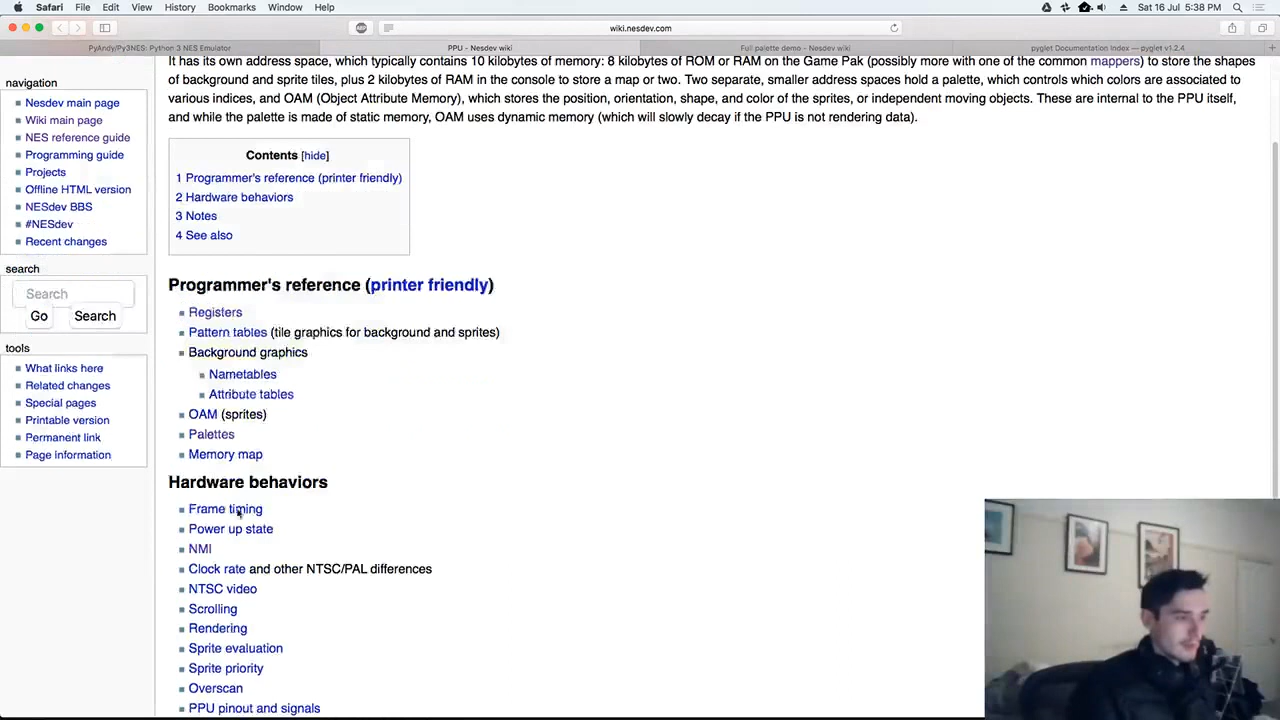 Safari File Edit View History Bookmarks Window Help
Sat 16 Jul 5:38 PM
wiki.nesdev.com
PyAndy/Py3NES: Python 3 NES Emulator
PPU - Nesdev wiki
Full palette demo - Nesdev wiki
pyglet Documentation Index — pyglet v1.2.4
navigation
Nesdev main page
Wiki main page
NES reference guide
Programming guide
Projects
Offline HTML version
NESdev BBS
#NESdev
Recent changes
search
Search
Go
Search
tools
What links here
Related changes
Special pages
Printable version
Permanent link
Page information
It has its own address space, which typically contains 10 kilobytes of memory: 8 kilobytes of ROM or RAM on the Game Pak (possibly more with one of the common mappers) to store the shapes
of background and sprite tiles, plus 2 kilobytes of RAM in the console to store a map or two. Two separate, smaller address spaces hold a palette, which controls which colors are associated to
various indices, and OAM (Object Attribute Memory), which stores the position, orientation, shape, and color of the sprites, or independent moving objects. These are internal to the PPU itself,
and while the palette is made of static memory, OAM uses dynamic memory (which will slowly decay if the PPU is not rendering data).
Contents [hide]
1 Programmer's reference (printer friendly)
2 Hardware behaviors
3 Notes
4 See also
Programmer's reference (printer friendly)
Registers
Pattern tables (tile graphics for background and sprites)
Background graphics
Nametables
Attribute tables
OAM (sprites)
Palettes
Memory map
Hardware behaviors
Frame timing
Power up state
NMI
Clock rate and other NTSC/PAL differences
NTSC video
Scrolling
Rendering
Sprite evaluation
Sprite priority
Overscan
PPU pinout and signals